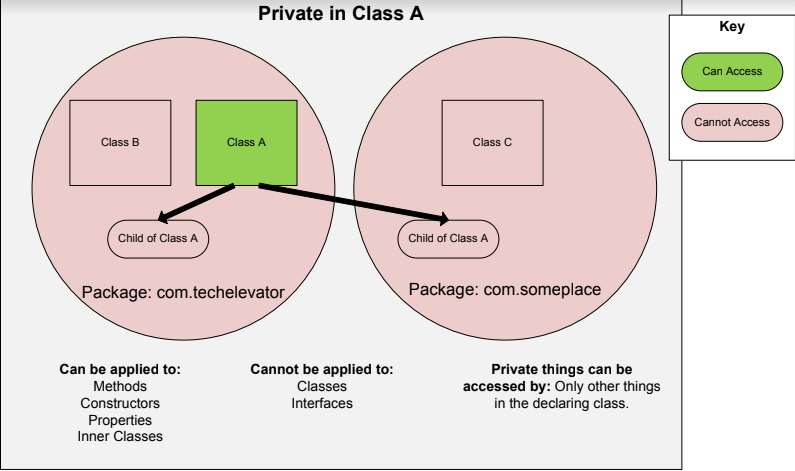 Private in Class A
Key
Can Access
Cannot Access
Class B
Class A
Class C
Child of Class A
Child of Class A
Package: com.techelevator
Package: com.someplace
Can be applied to:
Methods
Constructors
Properties
Inner Classes
Cannot be applied to:
Classes
Interfaces
Private things can be
accessed by: Only other things
in the declaring class.